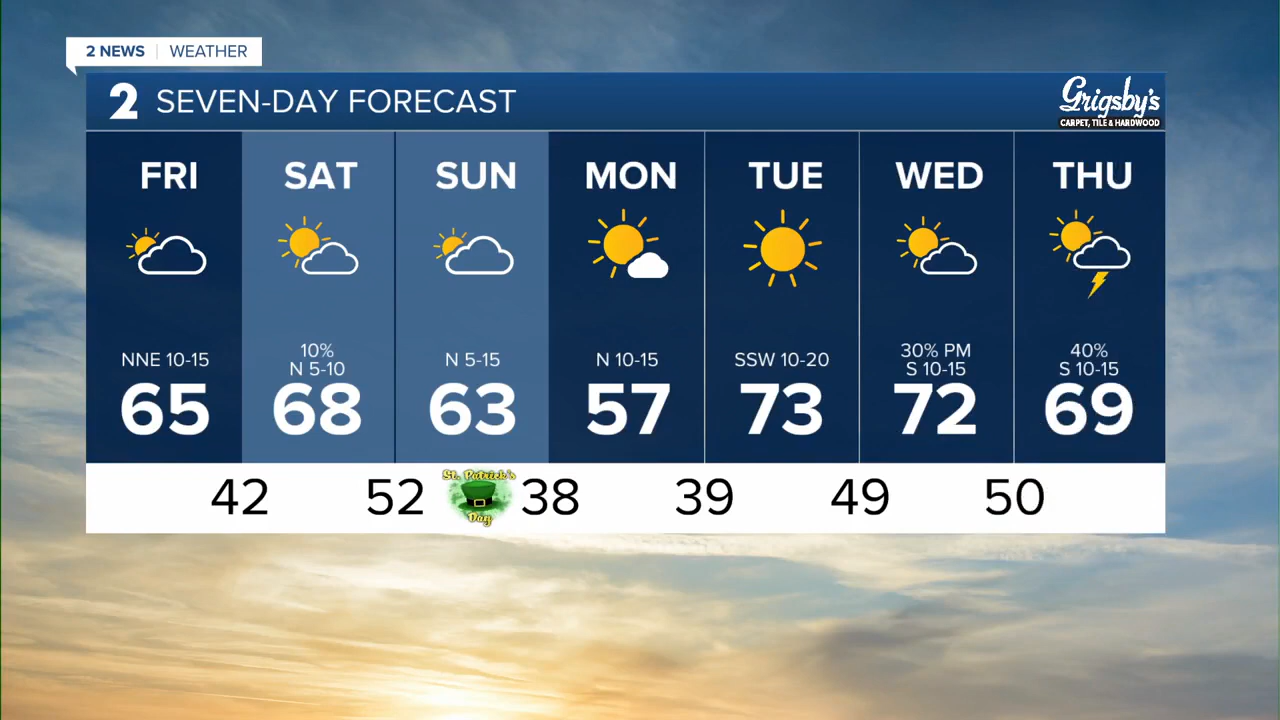 2 NEWS | WEATHER
2 SEVEN-DAY FORECAST
Grigsby's
CARPET, TILE & HARDWOOD
FRI SAT SUN MON TUE WED THU
10% 30% PM 40%
NNE 10-15 N 5-10 N 5-15 N 10-15 SSW 10-20 S 10-15 S 10-15
65 68 63 57 73 72 69
St. Patrick's
42 52 38 39 49 50
Day